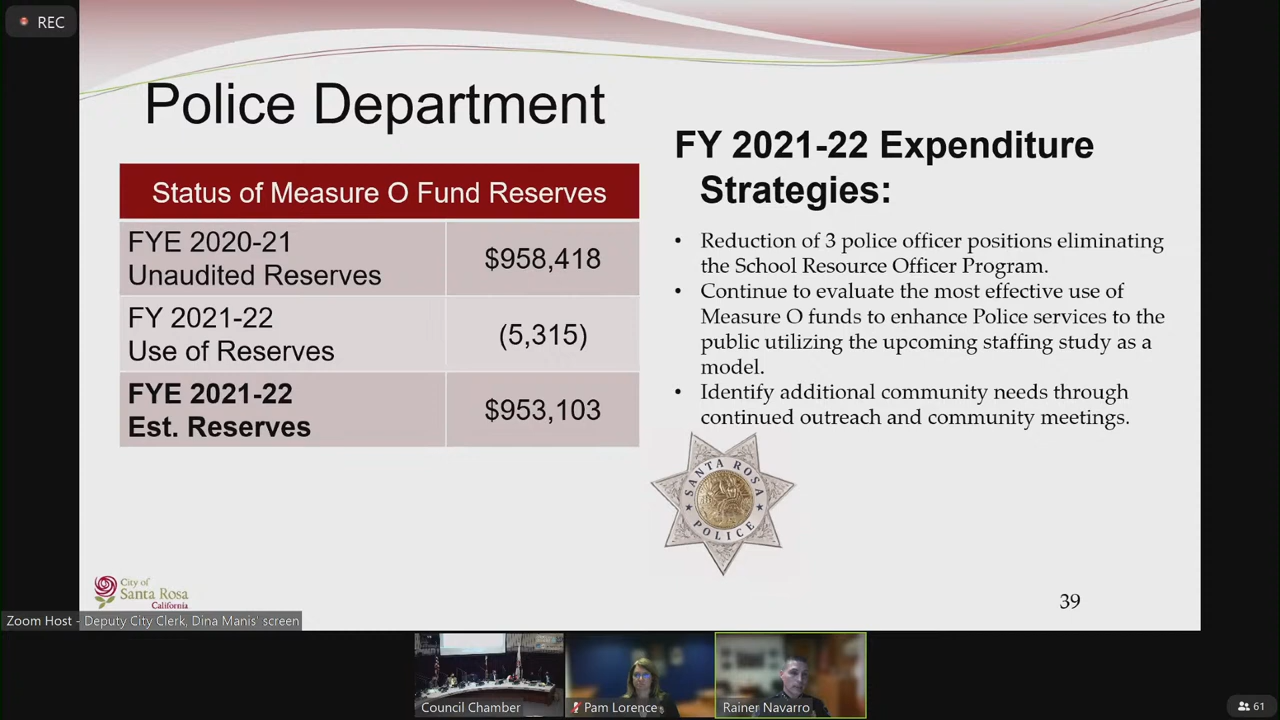 REC
Police Department
Status of Measure O Fund Reserves
FYE 2020-21
Unaudited Reserves
$958,418
FY 2021-22
Use of Reserves
(5,315)
FYE 2021-22
Est. Reserves
$953,103
FY 2021-22 Expenditure
Strategies:
• Reduction of 3 police officer positions eliminating
the School Resource Officer Program.
• Continue to evaluate the most effective use of
Measure O funds to enhance Police services to the
public utilizing the upcoming staffing study as a
model.
• Identify additional community needs through
continued outreach and community meetings.
SANTA ROSA
POLICE
City of
Santa Rosa
California
39
Zoom Host - Deputy City Clerk, Dina Manis' screen
Council Chamber
Pam Lorence
Rainer Navarro
61